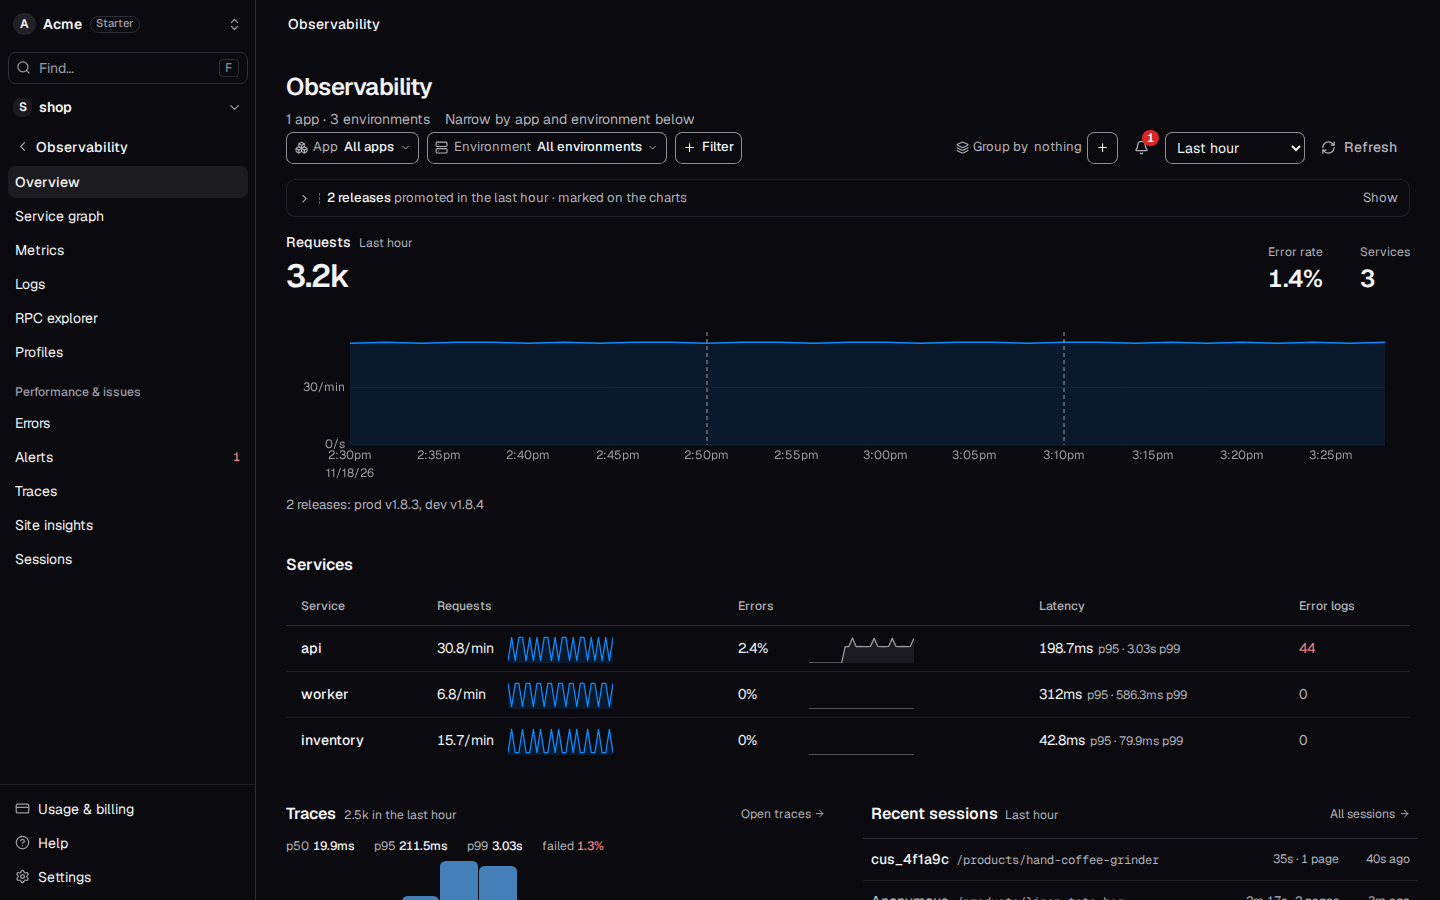 A Acme Starter
Find... F
S shop
Observability
Overview
Service graph
Metrics
Logs
RPC explorer
Profiles
Performance & issues
Errors
Alerts 1
Traces
Site insights
Sessions
Usage & billing
Help
Settings
Observability
Observability
1 app · 3 environments Narrow by app and environment below
App All apps Environment All environments + Filter Group by nothing + 1 Last hour Refresh
2 releases promoted in the last hour · marked on the charts Show
Requests Last hour
3.2k
Error rate Services
1.4% 3
30/min
0/s
2:30pm 2:35pm 2:40pm 2:45pm 2:50pm 2:55pm 3:00pm 3:05pm 3:10pm 3:15pm 3:20pm 3:25pm
11/18/26
2 releases: prod v1.8.3, dev v1.8.4
Services
Service Requests Errors Latency Error logs
api 30.8/min 2.4% 198.7ms p95 · 3.03s p99 44
worker 6.8/min 0% 312ms p95 · 586.3ms p99 0
inventory 15.7/min 0% 42.8ms p95 · 79.9ms p99 0
Traces 2.5k in the last hour Open traces →
p50 19.9ms p95 211.5ms p99 3.03s failed 1.3%
Recent sessions Last hour All sessions →
cus_4f1a9c /products/hand-coffee-grinder 35s · 1 page 40s ago